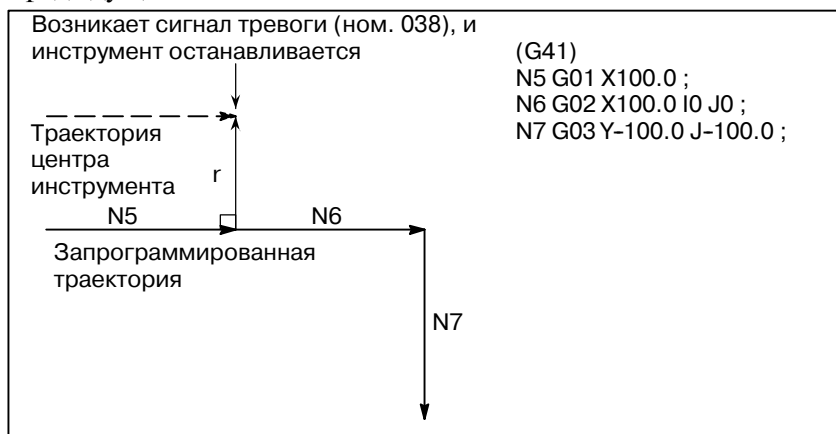 Возникает сигнал тревоги (ном. 038), и
инструмент останавливается
(G41)
N5 G01 X100.0 ;
N6 G02 X100.0 I0 J0 ;
N7 G03 Y-100.0 J-100.0 ;
Траектория
центра
инструмента
r
N5
N6
Запрограммированная
траектория
N7